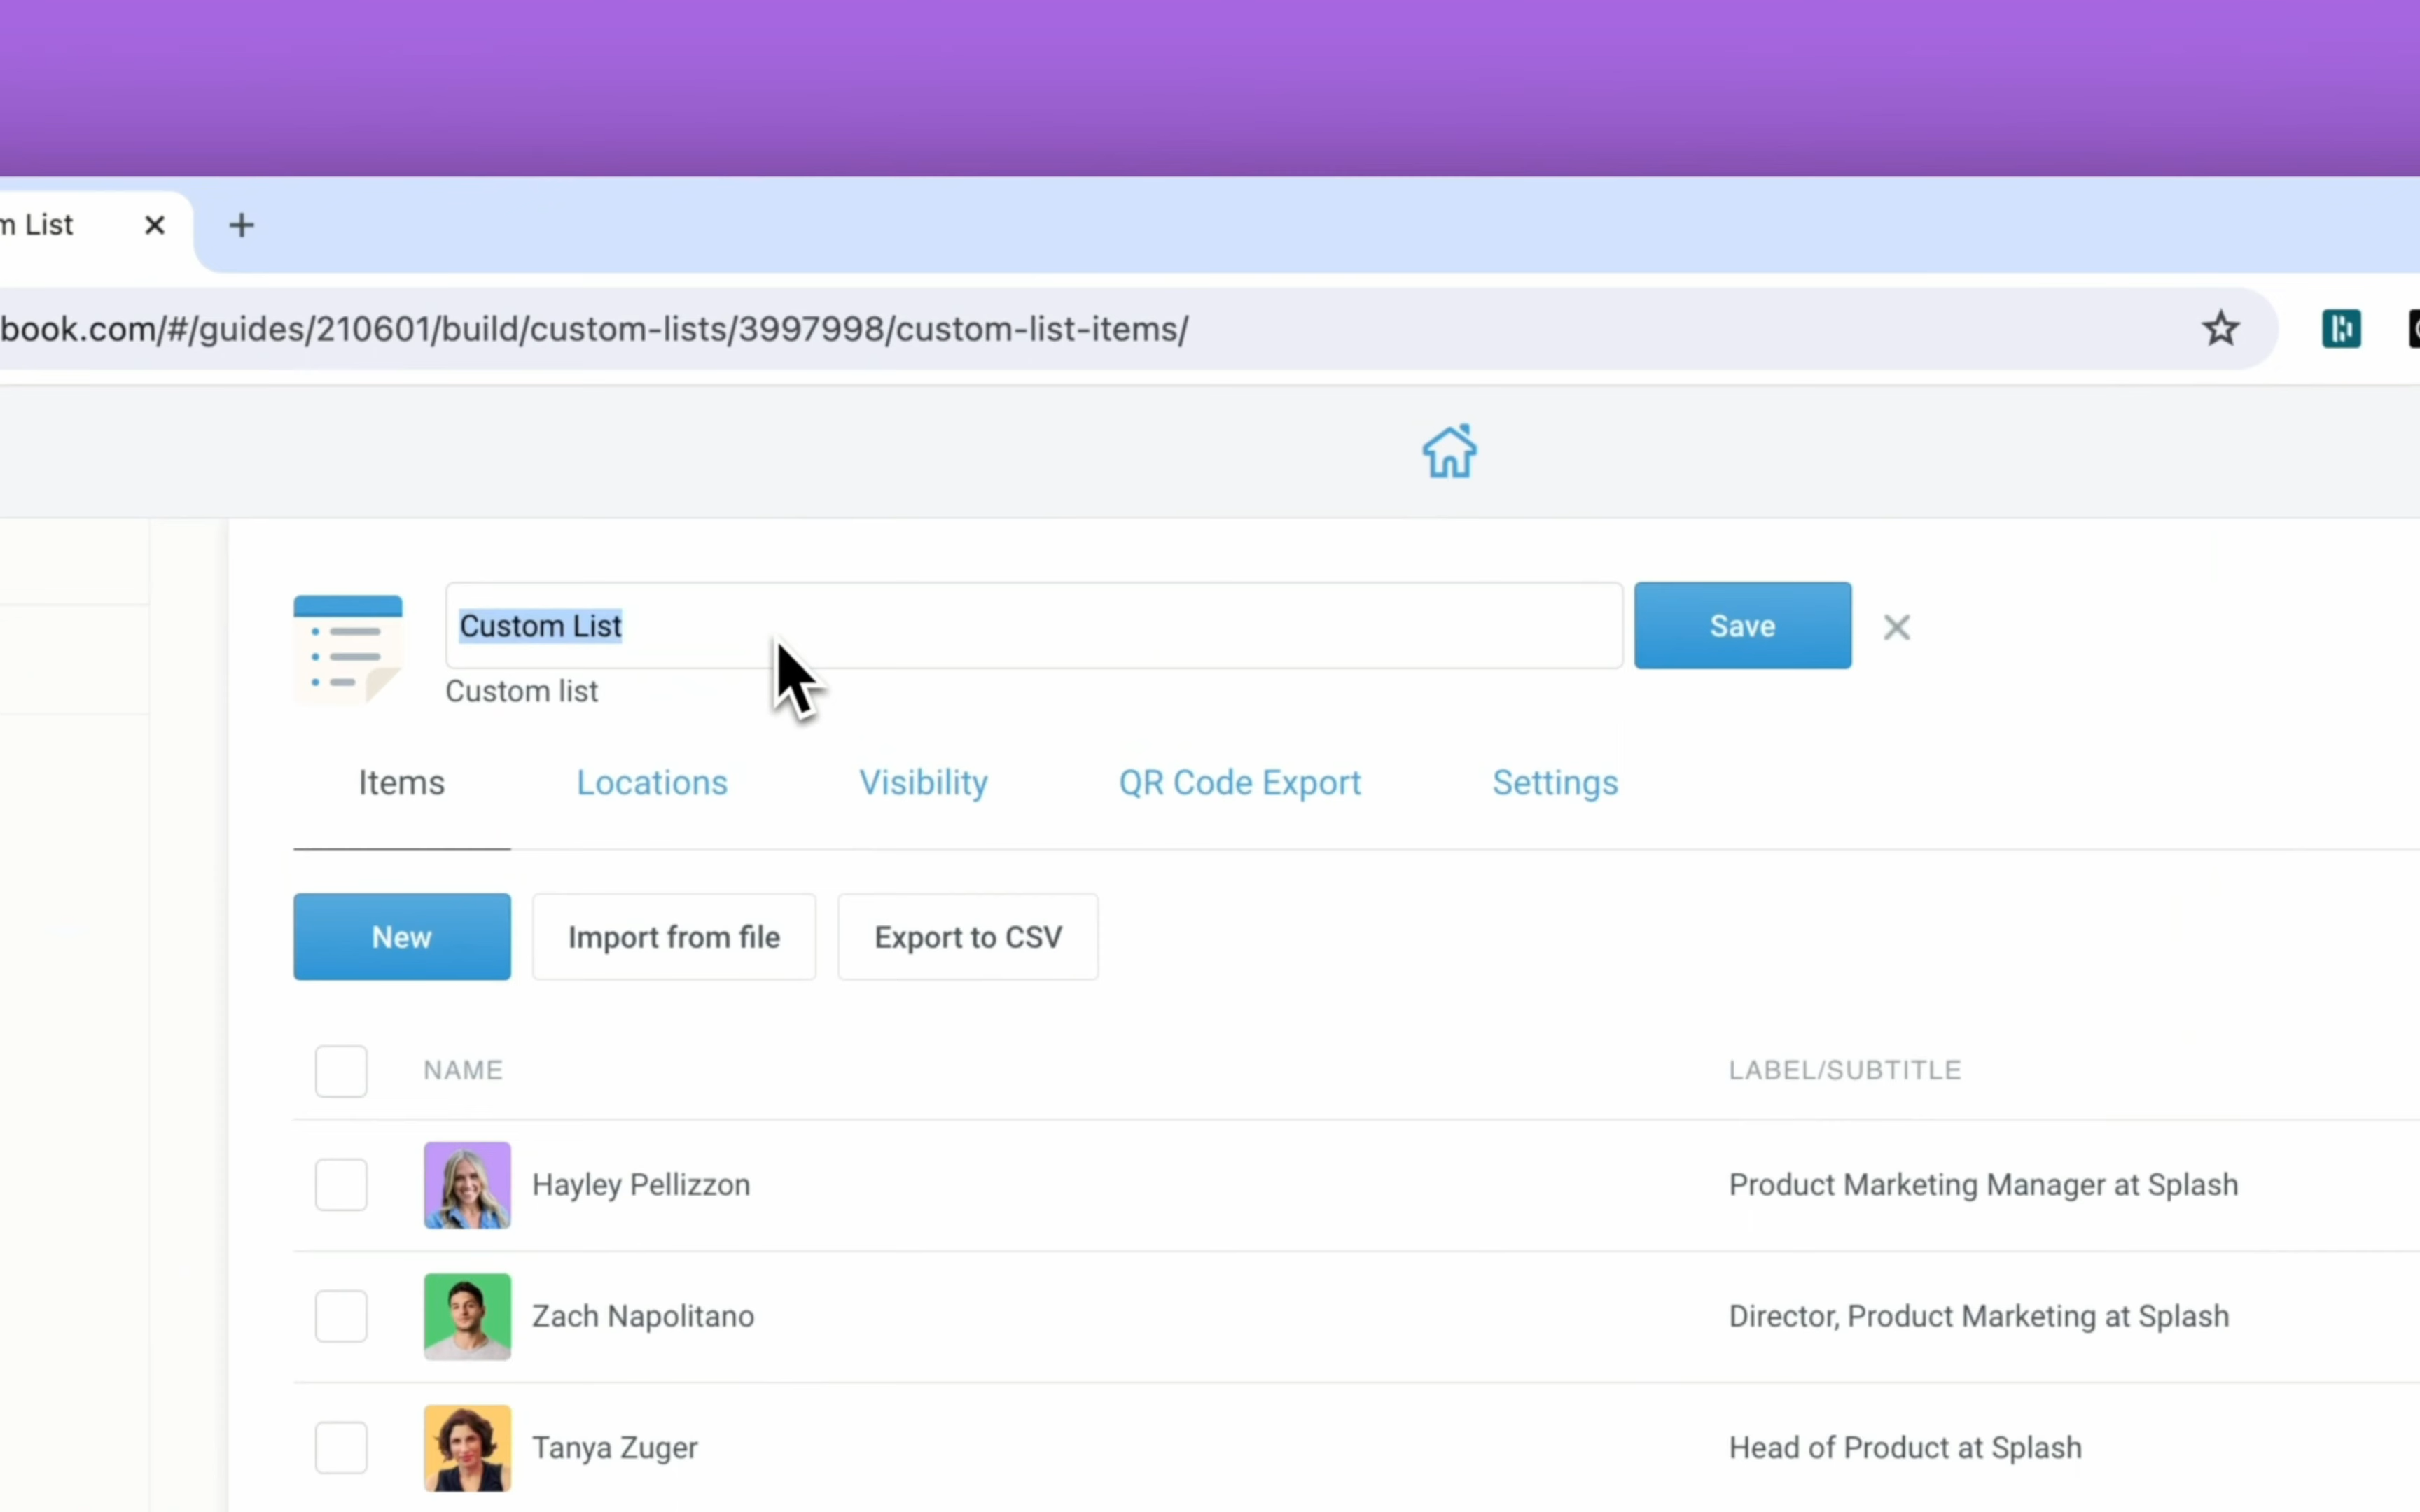 m List
book.com/#/guides/210601/build/custom-lists/3997998/custom-list-items/
Custom List
Save
Custom list
Items
Locations
Visibility
QR Code Export
Settings
New
Import from file
Export to CSV
NAME
LABEL/SUBTITLE
Hayley Pellizzon
Product Marketing Manager at Splash
Zach Napolitano
Director, Product Marketing at Splash
Tanya Zuger
Head of Product at Splash